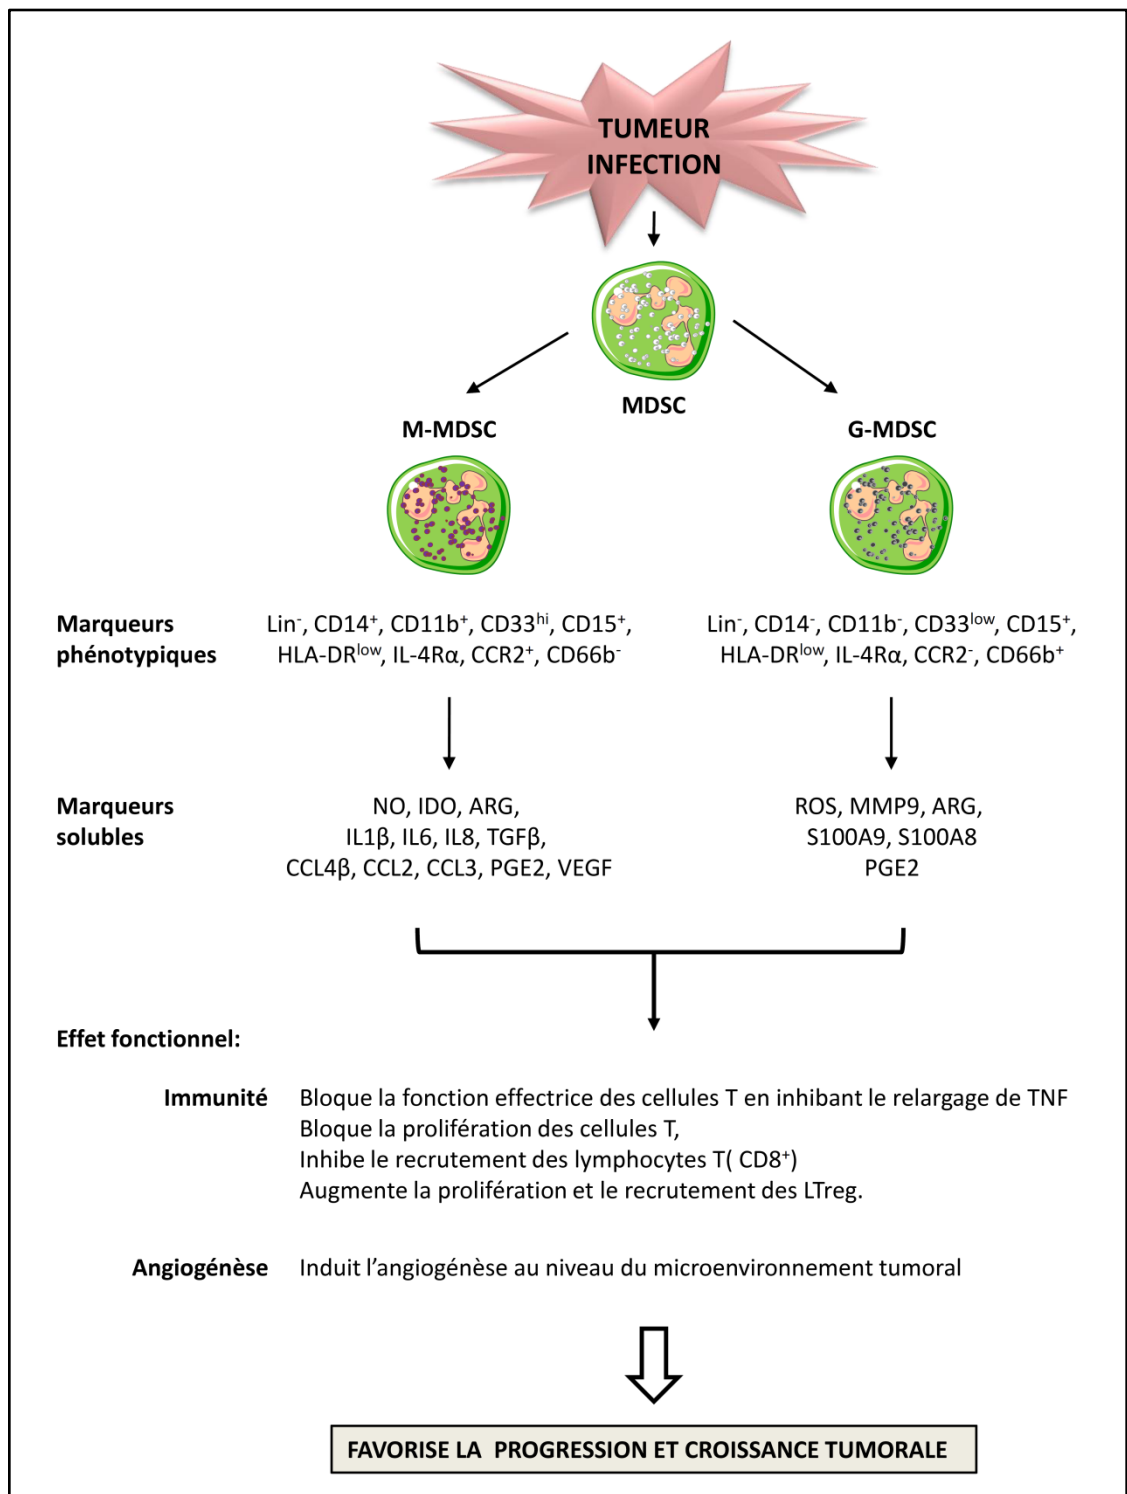 TUMEUR
INFECTION
MDSC
M-MDSC
G-MDSC
Marqueurs
phénotypiques
Lin⁻, CD14⁺, CD11b⁺, CD33ʰⁱ, CD15⁺,
HLA-DRˡᵒʷ, IL-4Rα, CCR2⁺, CD66b⁻
Lin⁻, CD14⁻, CD11b⁻, CD33ˡᵒʷ, CD15⁺,
HLA-DRˡᵒʷ, IL-4Rα, CCR2⁻, CD66b⁺
Marqueurs
solubles
NO, IDO, ARG,
IL1β, IL6, IL8, TGFβ,
CCL4β, CCL2, CCL3, PGE2, VEGF
ROS, MMP9, ARG,
S100A9, S100A8
PGE2
Effet fonctionnel:
Immunité Bloque la fonction effectrice des cellules T en inhibant le relargage de TNF
Bloque la prolifération des cellules T,
Inhibe le recrutement des lymphocytes T( CD8⁺)
Augmente la prolifération et le recrutement des LTreg.
Angiogénèse Induit l’angiogénèse au niveau du microenvironnement tumoral
FAVORISE LA PROGRESSION ET CROISSANCE TUMORALE